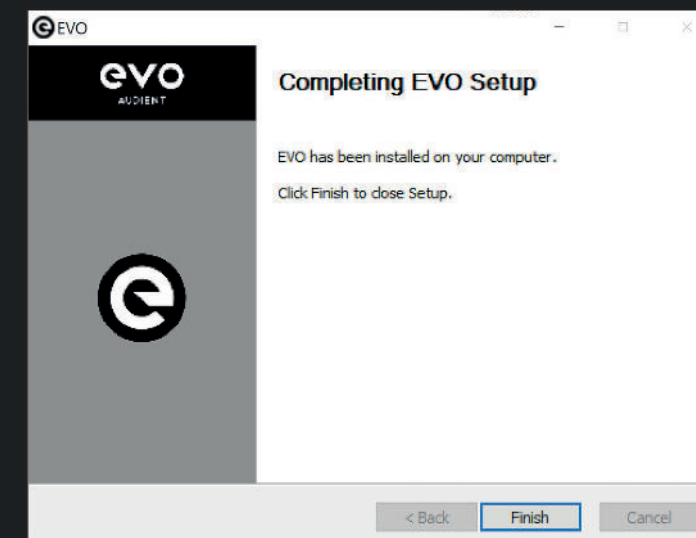 EVO
evo
AUDIENT
Completing EVO Setup
EVO has been installed on your computer.
Click Finish to close Setup.
e
< Back
Finish
Cancel